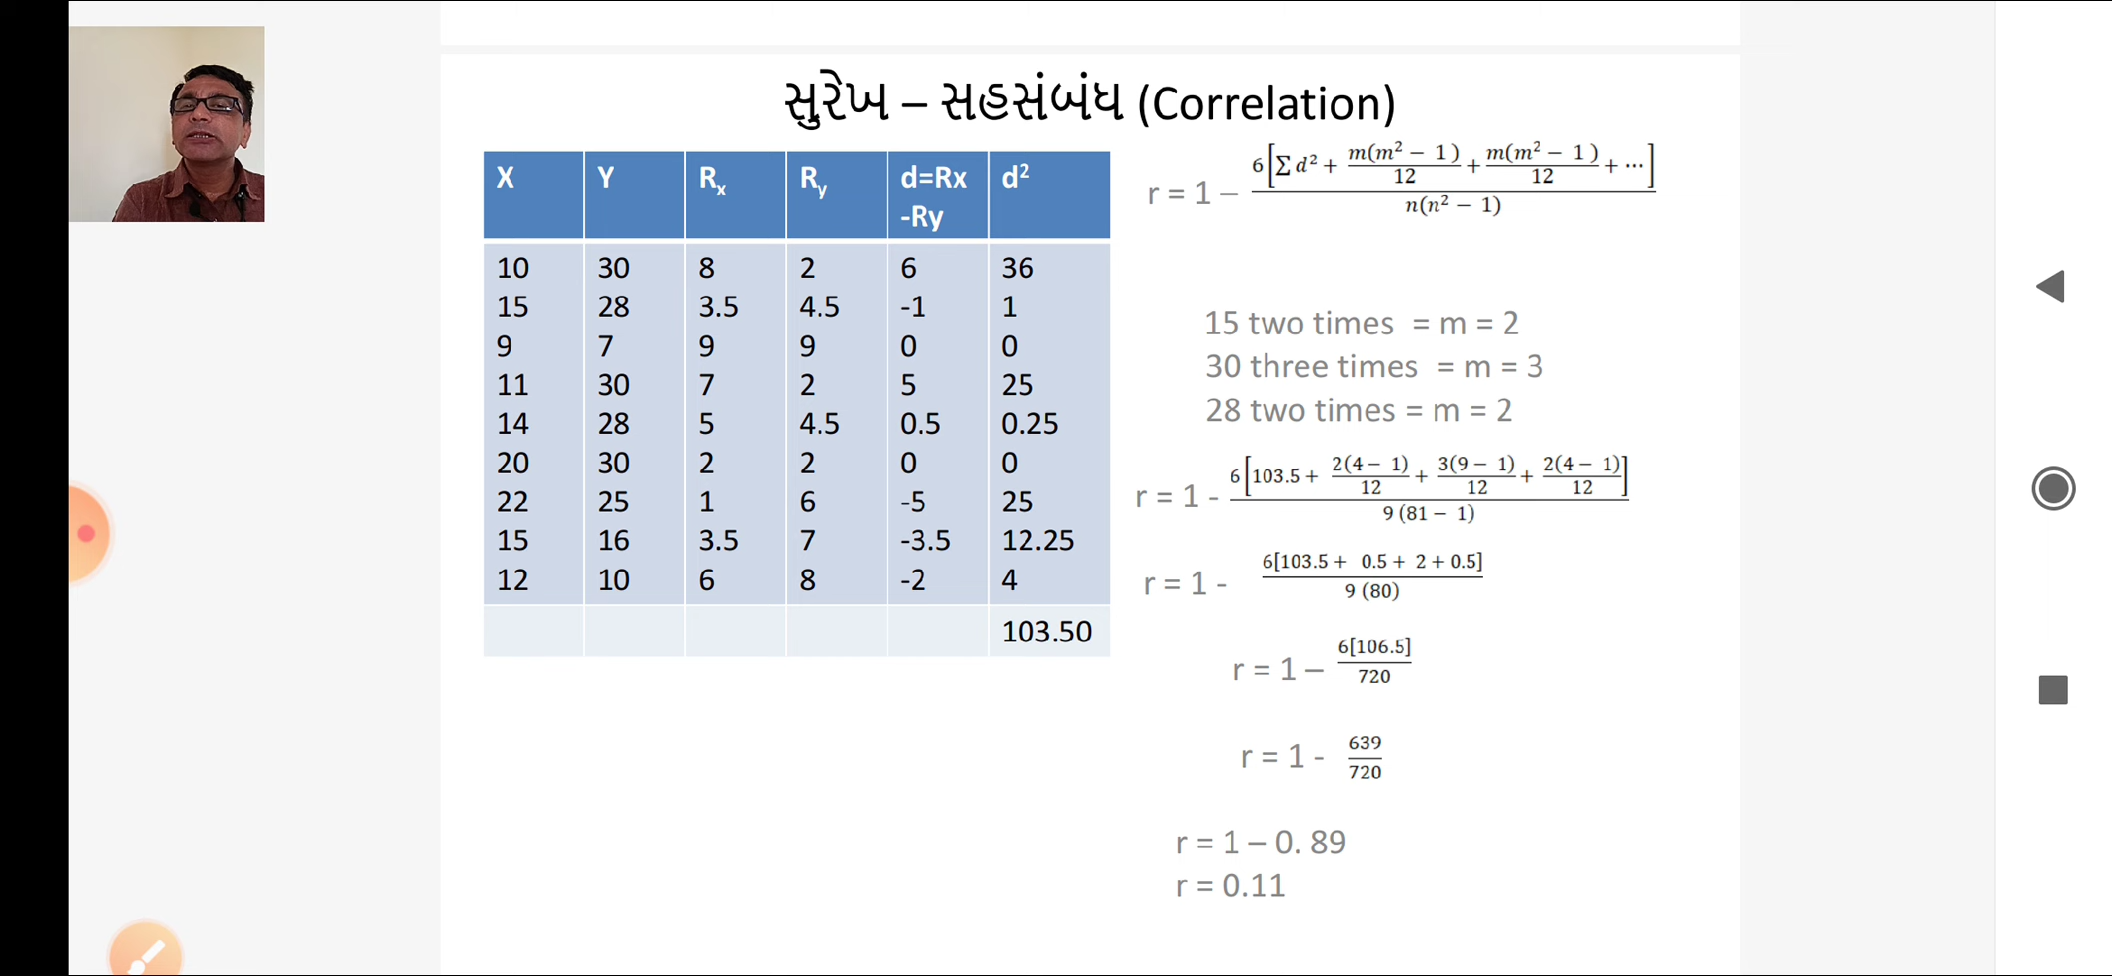 સુરેખ – સહસંબંધ (Correlation)
X Y Rx Ry d=Rx -Ry d²
10 30 8 2 6 36
15 28 3.5 4.5 -1 1
9 7 9 9 0 0
11 30 7 2 5 25
14 28 5 4.5 0.5 0.25
20 30 2 2 0 0
22 25 1 6 -5 25
15 16 3.5 7 -3.5 12.25
12 10 6 8 -2 4
103.50
r = 1 – 6[∑ d² + m(m² − 1)/12 + m(m² − 1)/12 + ⋯] / n(n² − 1)
15 two times = m = 2
30 three times = m = 3
28 two times = m = 2
r = 1 - 6[103.5 + 2(4 − 1)/12 + 3(9 − 1)/12 + 2(4 − 1)/12] / 9 (81 − 1)
r = 1 - 6[103.5 + 0.5 + 2 + 0.5] / 9 (80)
r = 1 – 6[106.5] / 720
r = 1 - 639 / 720
r = 1 – 0. 89
r = 0.11